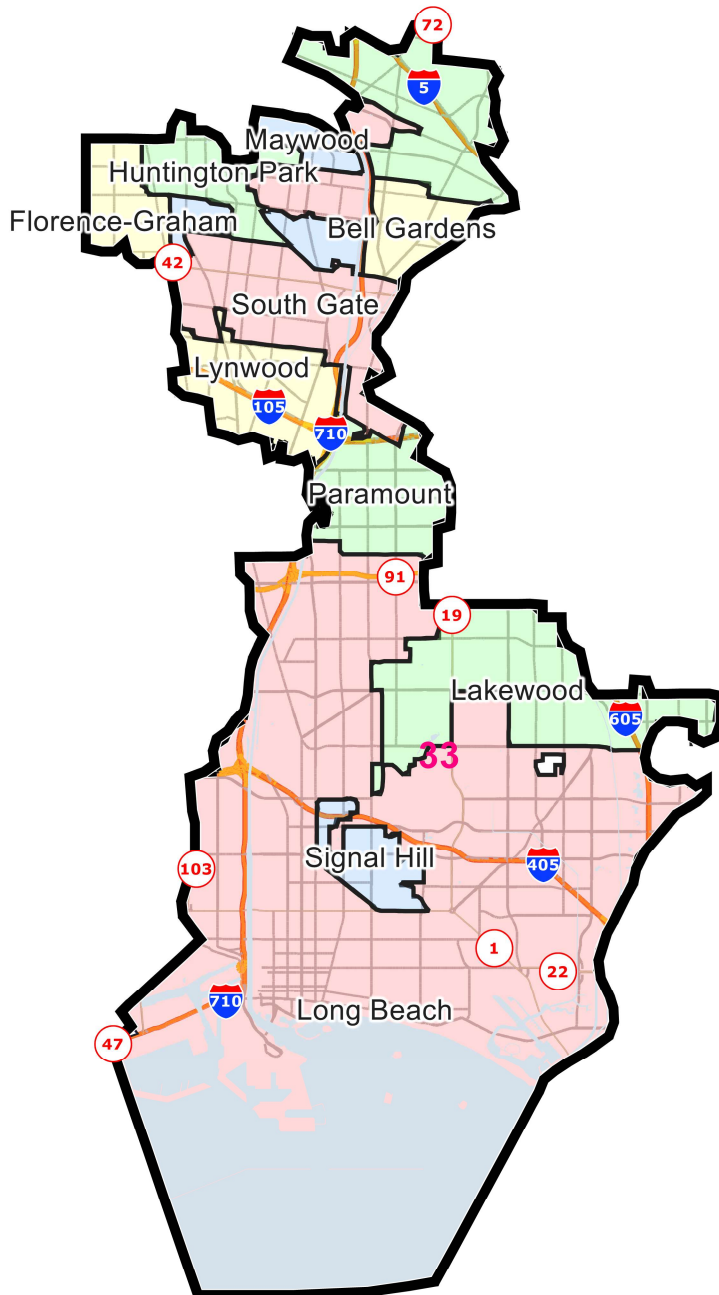 72
5
Maywood
Huntington Park
Florence-Graham
Bell Gardens
42
South Gate
Lynwood
105
710
Paramount
91
19
Lakewood
605
33
Signal Hill
405
103
1
22
710
Long Beach
47